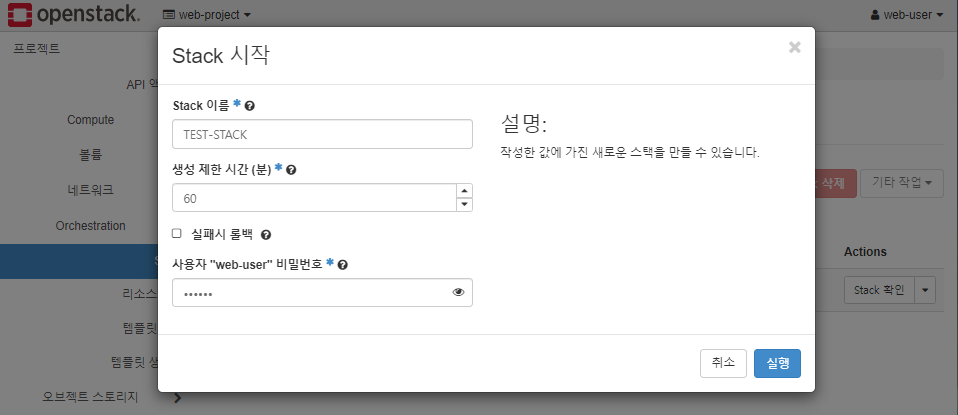 openstack. web-project web-user
프로젝트
API 액
Compute
볼륨
네트워크
Orchestration
S
리소스
템플릿
템플릿 생
오브젝트 스토리지
Stack 시작
Stack 이름 *
TEST-STACK
생성 제한 시간 (분) *
60
실패시 롤백
사용자 "web-user" 비밀번호 *
••••••
설명:
작성한 값에 가진 새로운 스택을 만들 수 있습니다.
취소 실행
삭제 기타 작업
Actions
Stack 확인